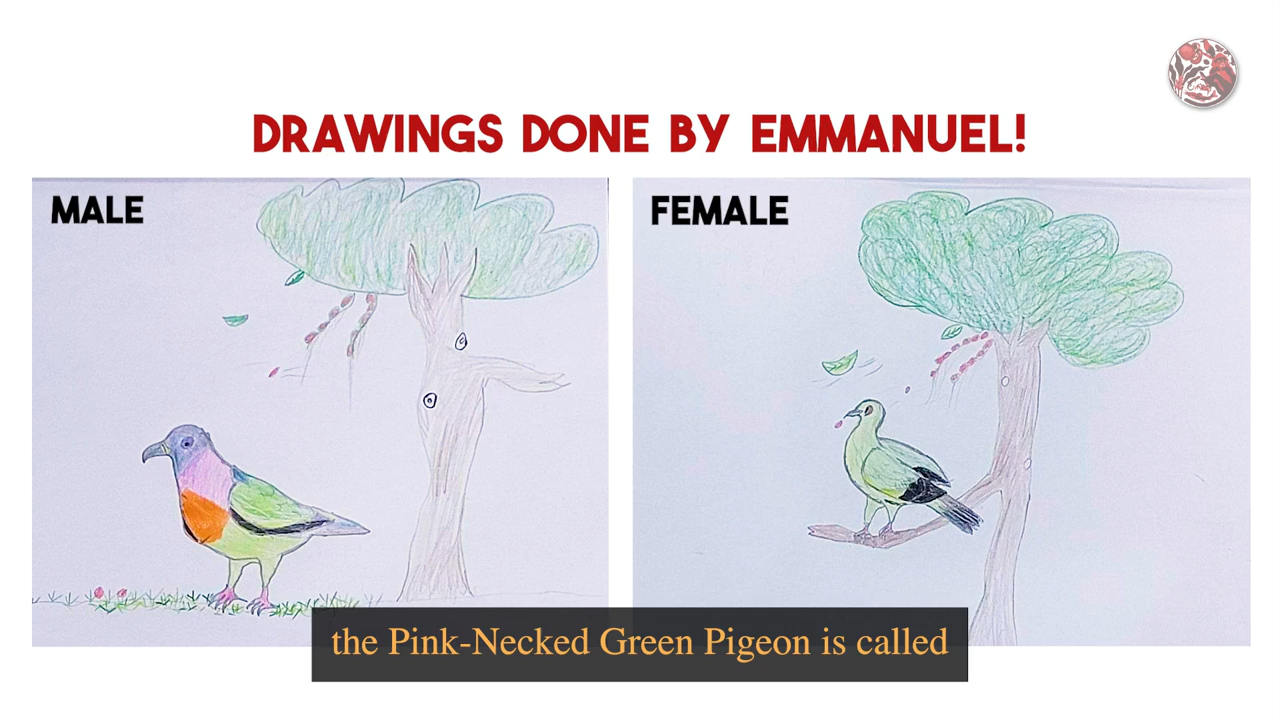 DRAWINGS DONE BY EMMANUEL!
MALE
FEMALE
the Pink-Necked Green Pigeon is called